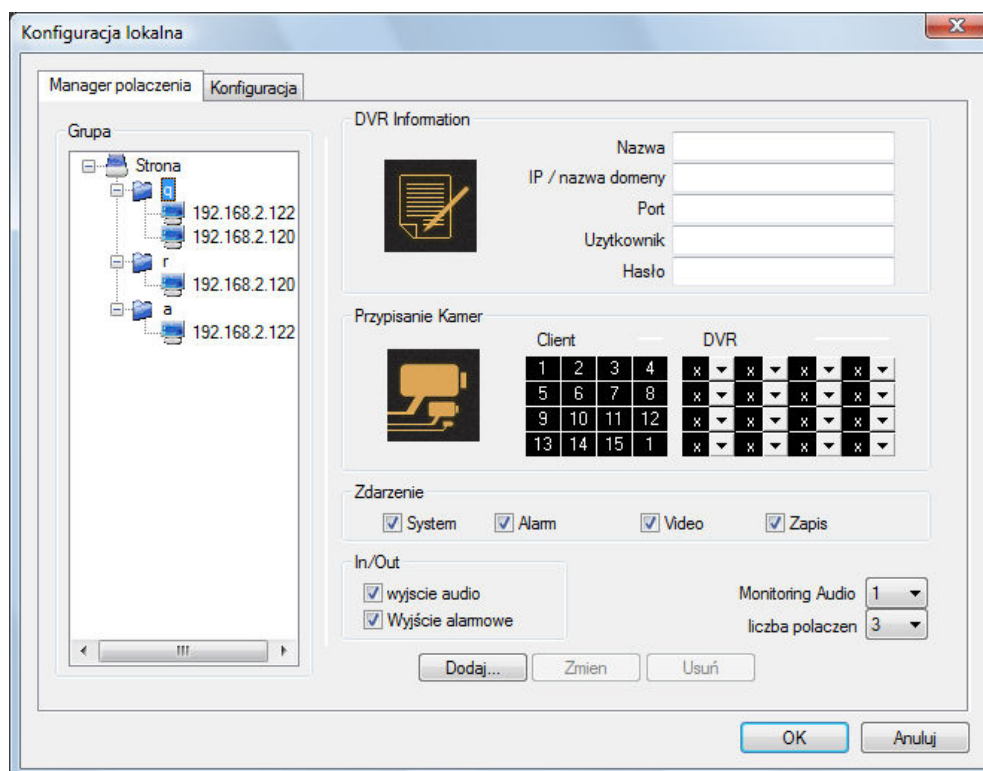 Konfiguracja lokalna
Manager polaczenia
Konfiguracja
Grupa
Strona
q
192.168.2.122
192.168.2.120
r
192.168.2.120
a
192.168.2.122
DVR Information
Nazwa
IP / nazwa domeny
Port
Uzytkownik
Hasło
Przypisanie Kamer
Client DVR
1 2 3 4 x x x x
5 6 7 8 x x x x
9 10 11 12 x x x x
13 14 15 1 x x x x
Zdarzenie
System Alarm Video Zapis
In/Out
wyjscie audio
Wyjście alarmowe
Monitoring Audio 1
liczba polaczen 3
Dodaj... Zmien Usuń
OK Anuluj